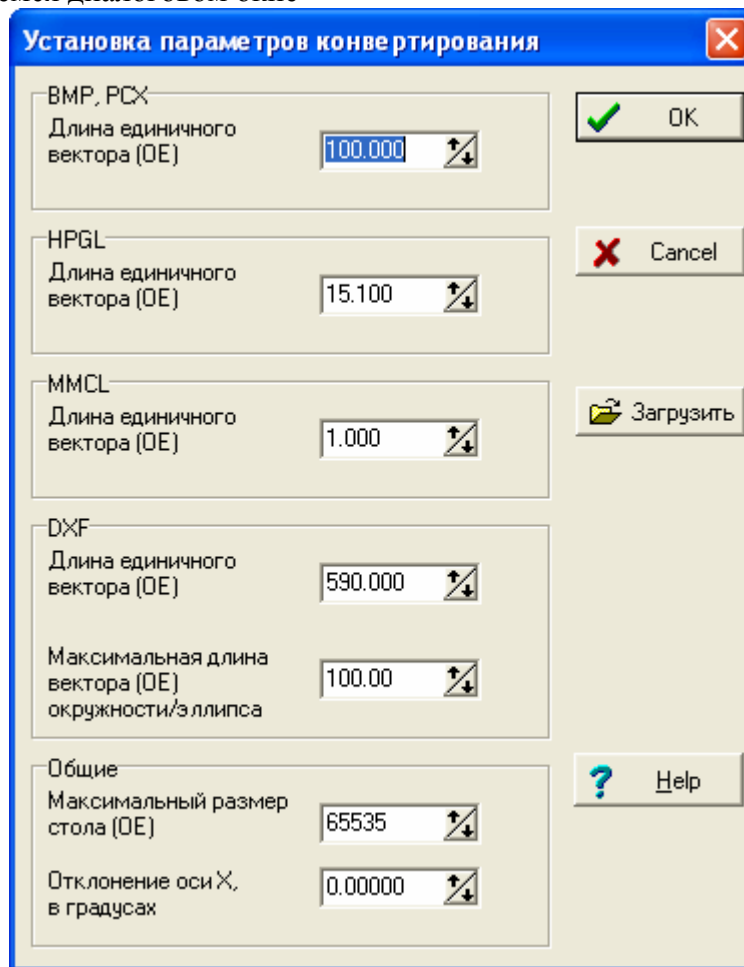 диалоговом окне
Установка параметров конвертирования
BMP, PCX
Длина единичного
вектора (ОЕ)
100.000
OK
HPGL
Длина единичного
вектора (ОЕ)
15.100
Cancel
MMCL
Длина единичного
вектора (ОЕ)
1.000
Загрузить
DXF
Длина единичного
вектора (ОЕ)
590.000
Максимальная длина
вектора (ОЕ)
окружности/эллипса
100.00
Общие
Максимальный размер
стола (ОЕ)
65535
Help
Отклонение оси X,
в градусах
0.00000